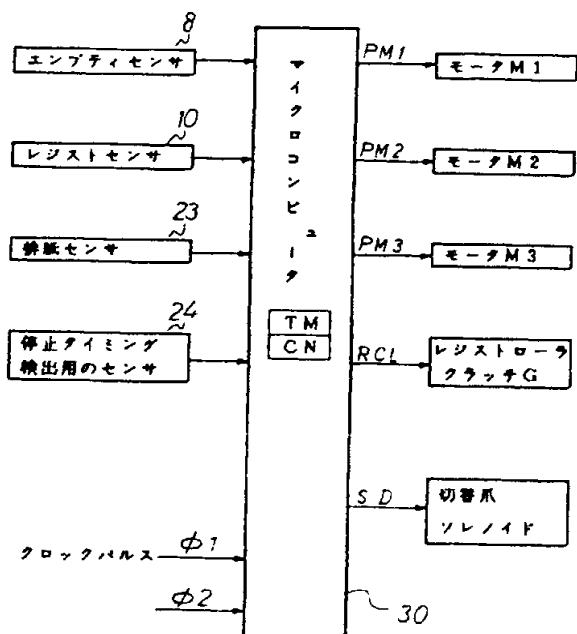 8
エンプティセンサ
10
レジストセンサ
23
排紙センサ
24
停止タイミング
検出用のセンサ
クロックパルス
Φ1
Φ2
マイクロコンピュータ
TM
CN
30
PM1
モータM1
PM2
モータM2
PM3
モータM3
RCL
レジストローラ
クラッチG
SD
切替爪
ソレノイド